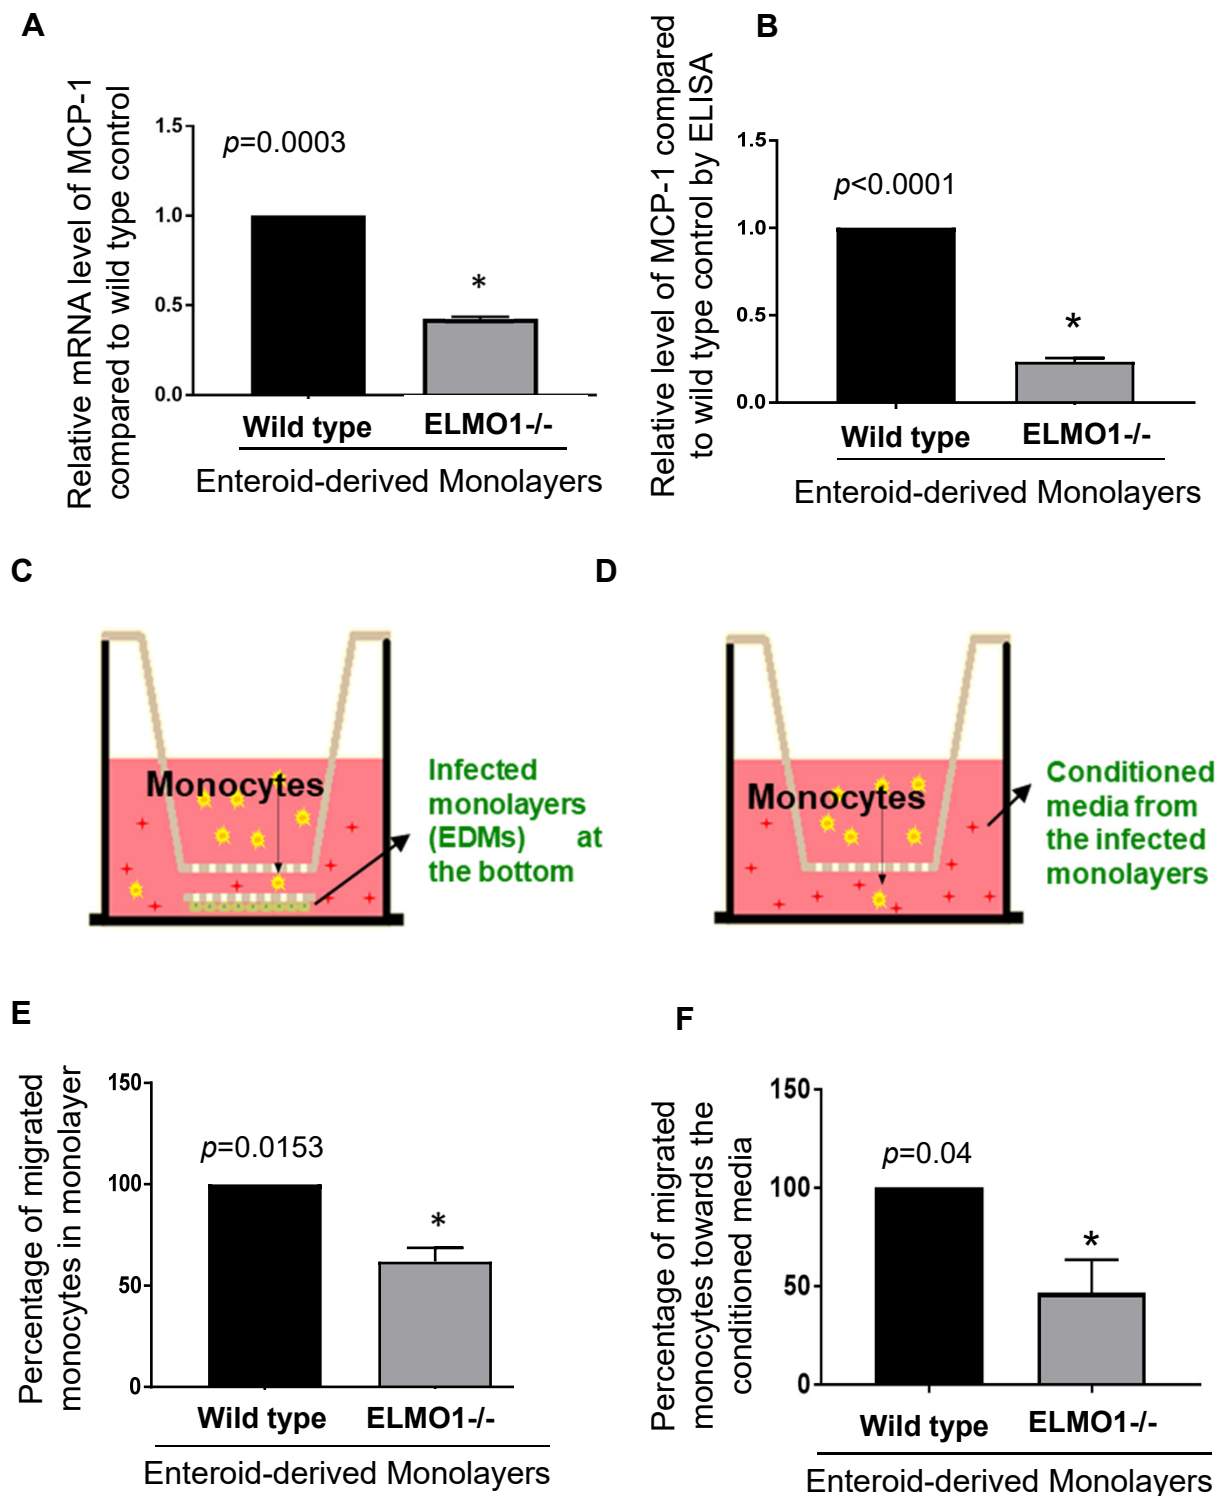 A
Relative mRNA level of MCP-1
compared to wild type control
1.5
1.0
0.5
0.0
p=0.0003
*
Wild type
ELMO1-/-
Enteroid-derived Monolayers
B
Relative level of MCP-1 compared
to wild type control by ELISA
1.5
1.0
0.5
0.0
p<0.0001
*
Wild type
ELMO1-/-
Enteroid-derived Monolayers
C
Monocytes
Infected
monolayers
(EDMs) at
the bottom
D
Monocytes
Conditioned
media from
the infected
monolayers
E
Percentage of migrated
monocytes in monolayer
150
100
50
0
p=0.0153
*
Wild type
ELMO1-/-
Enteroid-derived Monolayers
F
Percentage of migrated
monocytes towards the
conditioned media
150
100
50
0
p=0.04
*
Wild type
ELMO1-/-
Enteroid-derived Monolayers